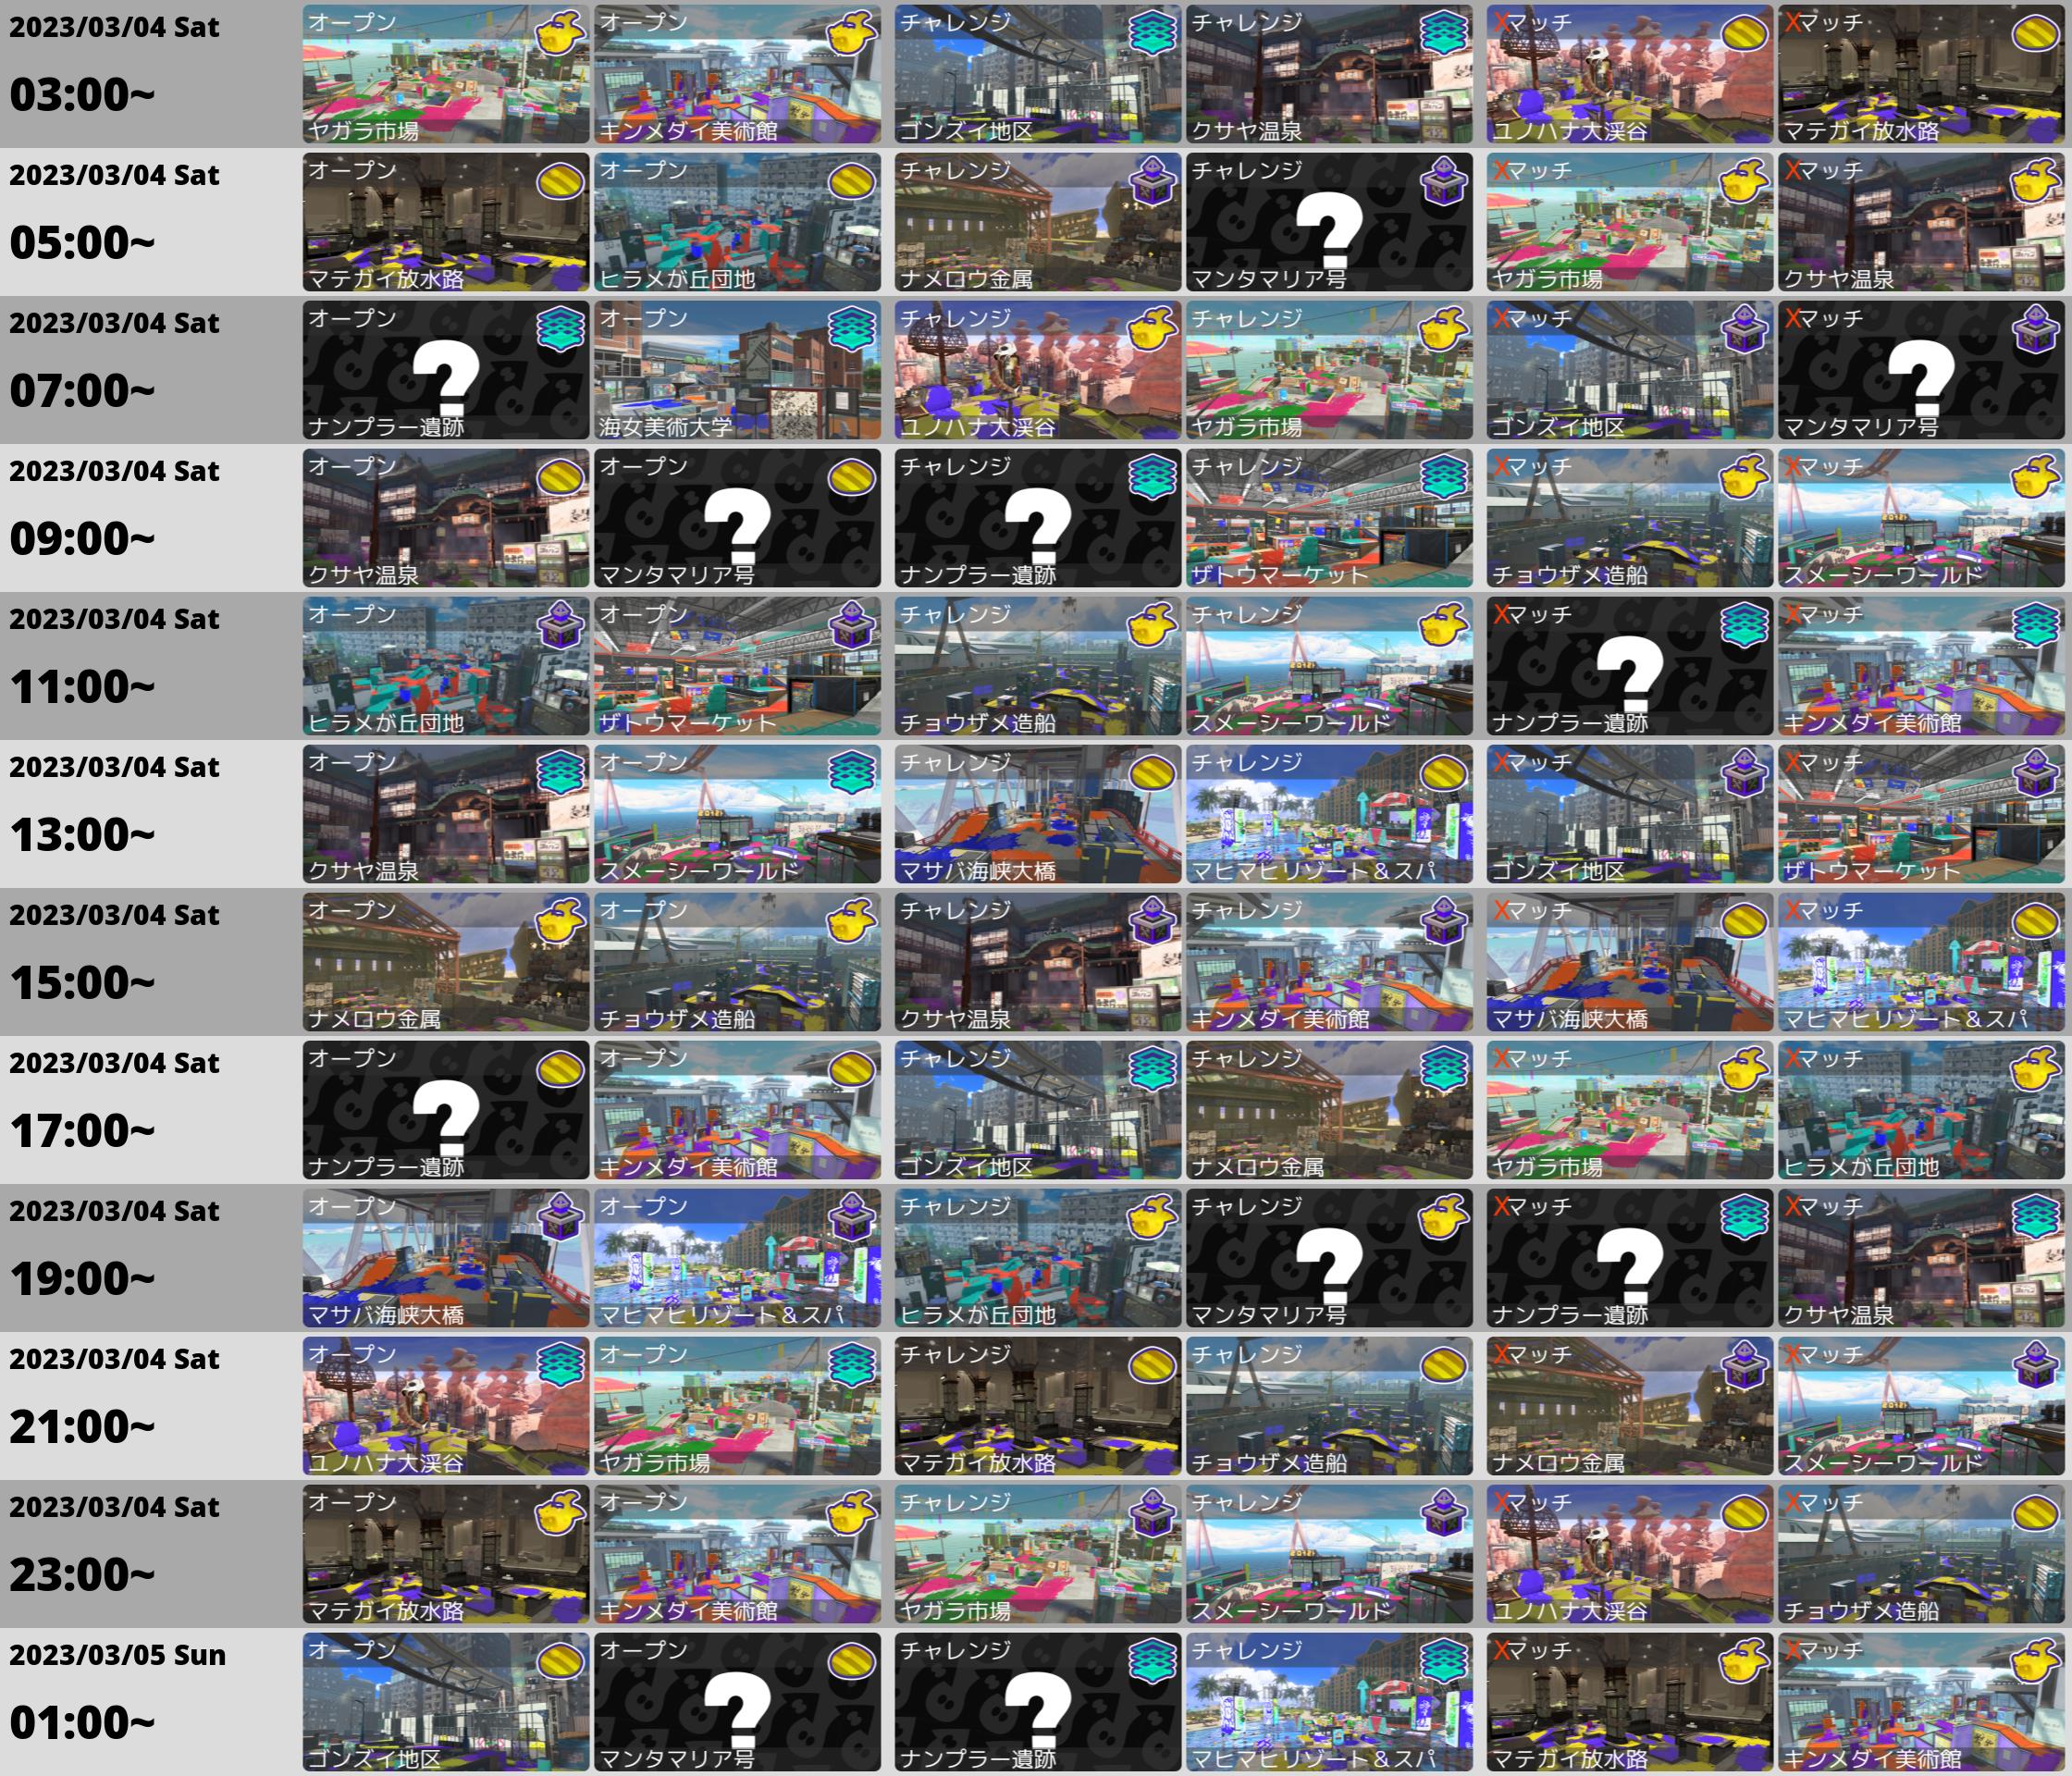 2023/03/04 Sat
03:00~
オープン オープン チャレンジ チャレンジ Xマッチ Xマッチ
ヤガラ市場 キンメダイ美術館 ゴンズイ地区 クサヤ温泉 ユノハナ大渓谷 マテガイ放水路
2023/03/04 Sat
05:00~
オープン オープン チャレンジ チャレンジ Xマッチ Xマッチ
マテガイ放水路 ヒラメが丘団地 ナメロウ金属 マンタマリア号 ヤガラ市場 クサヤ温泉
2023/03/04 Sat
07:00~
オープン オープン チャレンジ チャレンジ Xマッチ Xマッチ
ナンプラー遺跡 海女美術大学 ユノハナ大渓谷 ヤガラ市場 ゴンズイ地区 マンタマリア号
2023/03/04 Sat
09:00~
オープン オープン チャレンジ チャレンジ Xマッチ Xマッチ
クサヤ温泉 マンタマリア号 ナンプラー遺跡 ザトウマーケット チョウザメ造船 スメーシーワールド
2023/03/04 Sat
11:00~
オープン オープン チャレンジ チャレンジ Xマッチ Xマッチ
ヒラメが丘団地 ザトウマーケット チョウザメ造船 スメーシーワールド ナンプラー遺跡 キンメダイ美術館
2023/03/04 Sat
13:00~
オープン オープン チャレンジ チャレンジ Xマッチ Xマッチ
クサヤ温泉 スメーシーワールド マサバ海峡大橋 マヒマヒリゾート＆スパ ゴンズイ地区 ザトウマーケット
2023/03/04 Sat
15:00~
オープン オープン チャレンジ チャレンジ Xマッチ Xマッチ
ナメロウ金属 チョウザメ造船 クサヤ温泉 キンメダイ美術館 マサバ海峡大橋 マヒマヒリゾート＆スパ
2023/03/04 Sat
17:00~
オープン オープン チャレンジ チャレンジ Xマッチ Xマッチ
ナンプラー遺跡 キンメダイ美術館 ゴンズイ地区 ナメロウ金属 ヤガラ市場 ヒラメが丘団地
2023/03/04 Sat
19:00~
オープン オープン チャレンジ チャレンジ Xマッチ Xマッチ
マサバ海峡大橋 マヒマヒリゾート＆スパ ヒラメが丘団地 マンタマリア号 ナンプラー遺跡 クサヤ温泉
2023/03/04 Sat
21:00~
オープン オープン チャレンジ チャレンジ Xマッチ Xマッチ
ユノハナ大渓谷 ヤガラ市場 マテガイ放水路 チョウザメ造船 ナメロウ金属 スメーシーワールド
2023/03/04 Sat
23:00~
オープン オープン チャレンジ チャレンジ Xマッチ Xマッチ
マテガイ放水路 キンメダイ美術館 ヤガラ市場 スメーシーワールド ユノハナ大渓谷 チョウザメ造船
2023/03/05 Sun
01:00~
オープン オープン チャレンジ チャレンジ Xマッチ Xマッチ
ゴンズイ地区 マンタマリア号 ナンプラー遺跡 マヒマヒリゾート＆スパ マテガイ放水路 キンメダイ美術館